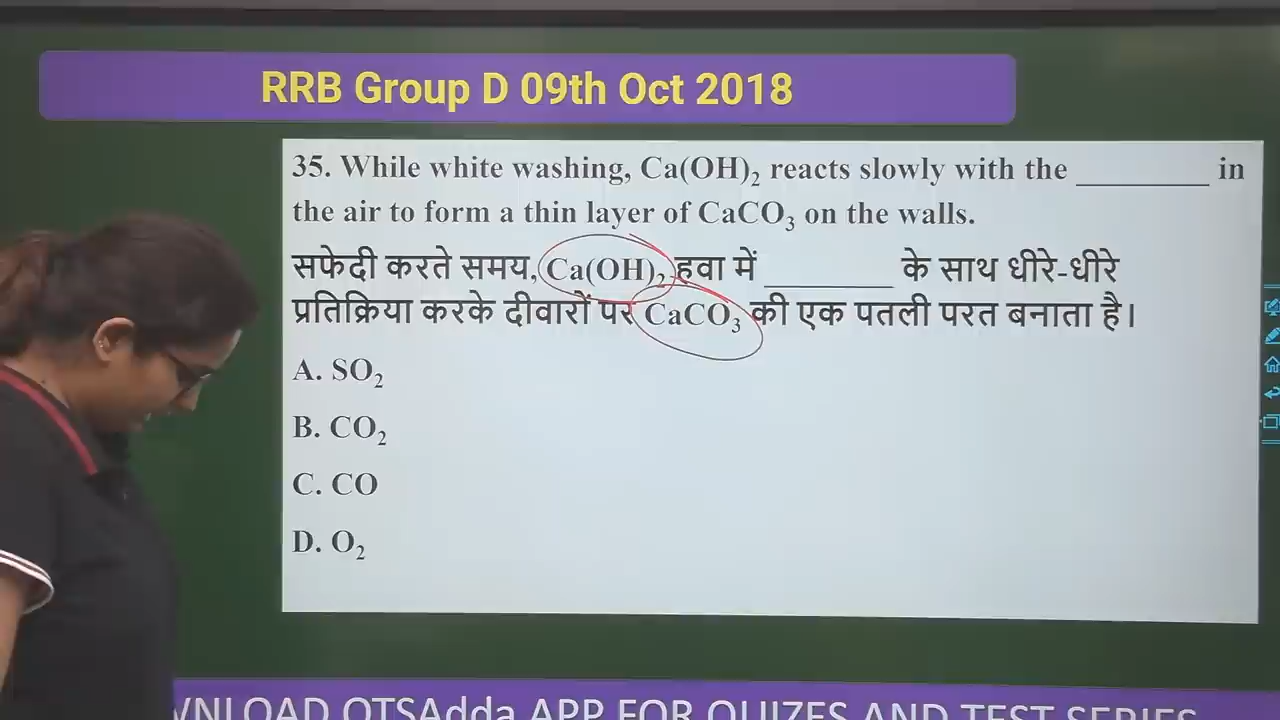 RRB Group D 09th Oct 2018
35. While white washing, Ca(OH)₂ reacts slowly with the ________ in
the air to form a thin layer of CaCO₃ on the walls.
सफेदी करते समय, Ca(OH)₂ हवा में ________ के साथ धीरे-धीरे
प्रतिक्रिया करके दीवारों पर CaCO₃ की एक पतली परत बनाता है।
A. SO₂
B. CO₂
C. CO
D. O₂
OTSAdda APP FOR QUIZES AND TEST SERIES